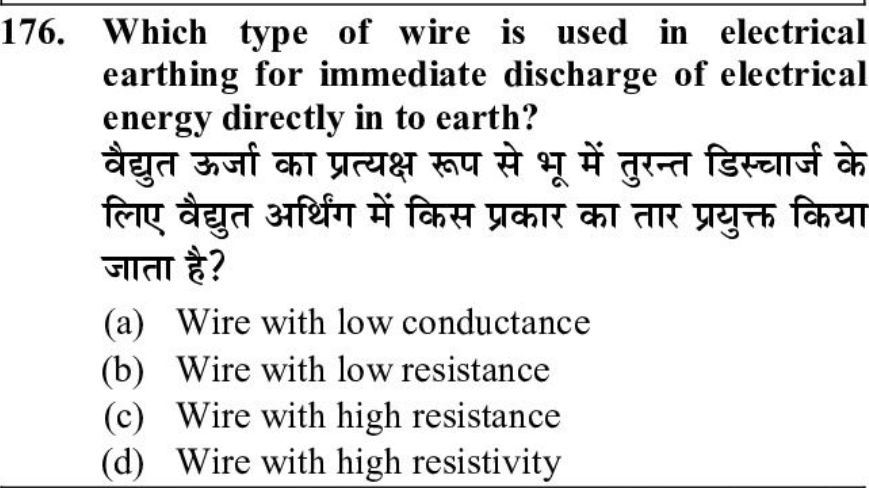 176. Which type of wire is used in electrical
earthing for immediate discharge of electrical
energy directly in to earth?
वैद्युत ऊर्जा का प्रत्यक्ष रूप से भू में तुरन्त डिस्चार्ज के
लिए वैद्युत अर्थिंग में किस प्रकार का तार प्रयुक्त किया
जाता है?
(a) Wire with low conductance
(b) Wire with low resistance
(c) Wire with high resistance
(d) Wire with high resistivity